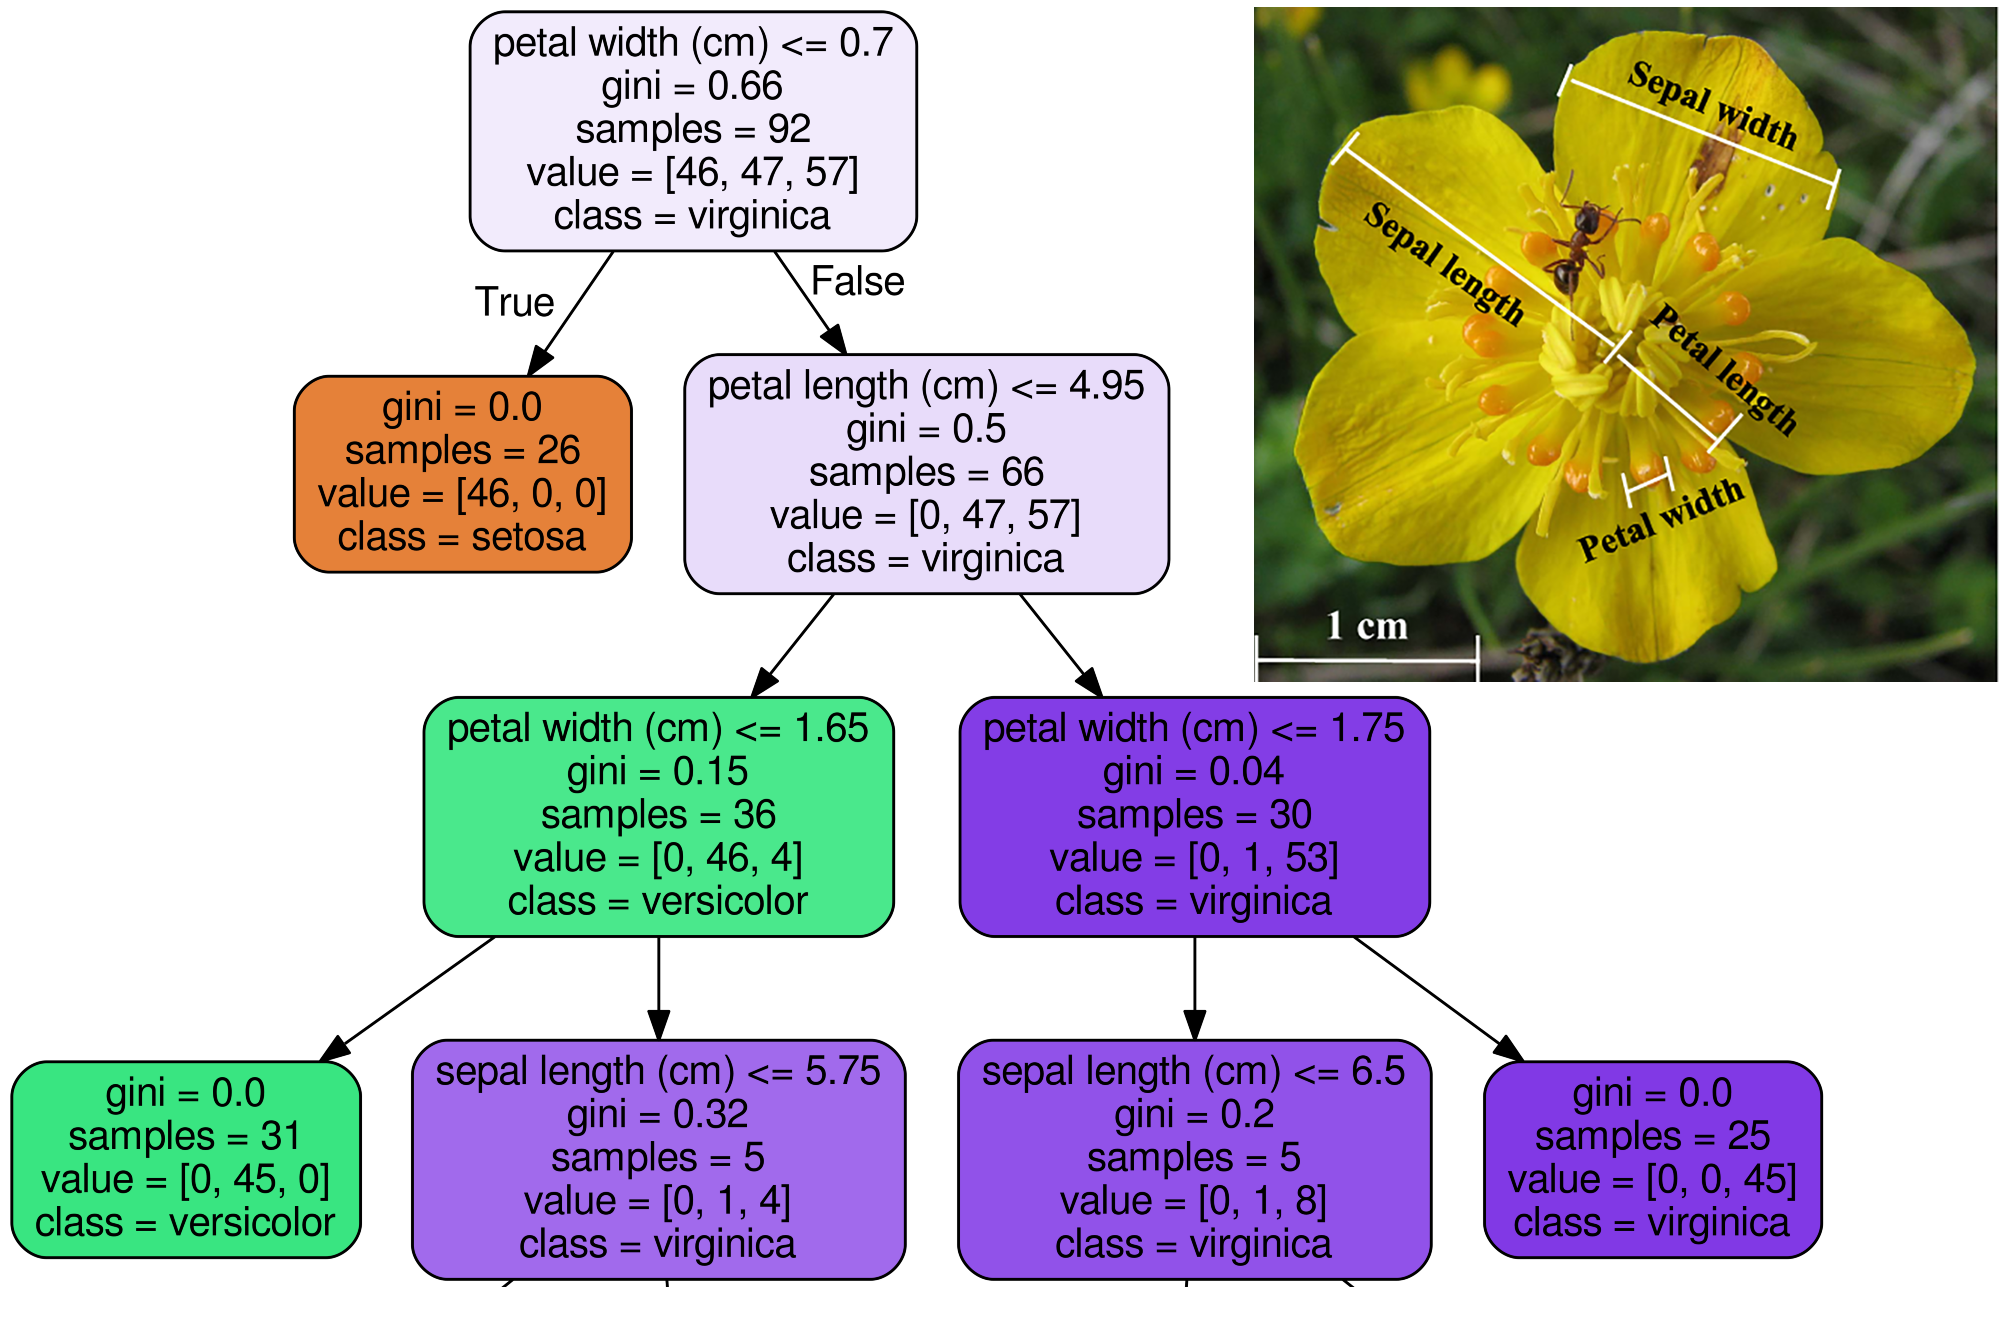 petal width (cm) <= 0.7
gini = 0.66
samples = 92
value = [46, 47, 57]
class = virginica
True
False
gini = 0.0
samples = 26
value = [46, 0, 0]
class = setosa
petal length (cm) <= 4.95
gini = 0.5
samples = 66
value = [0, 47, 57]
class = virginica
Sepal width
Sepal length
Petal length
Petal width
1 cm
petal width (cm) <= 1.65
gini = 0.15
samples = 36
value = [0, 46, 4]
class = versicolor
petal width (cm) <= 1.75
gini = 0.04
samples = 30
value = [0, 1, 53]
class = virginica
gini = 0.0
samples = 31
value = [0, 45, 0]
class = versicolor
sepal length (cm) <= 5.75
gini = 0.32
samples = 5
value = [0, 1, 4]
class = virginica
sepal length (cm) <= 6.5
gini = 0.2
samples = 5
value = [0, 1, 8]
class = virginica
gini = 0.0
samples = 25
value = [0, 0, 45]
class = virginica